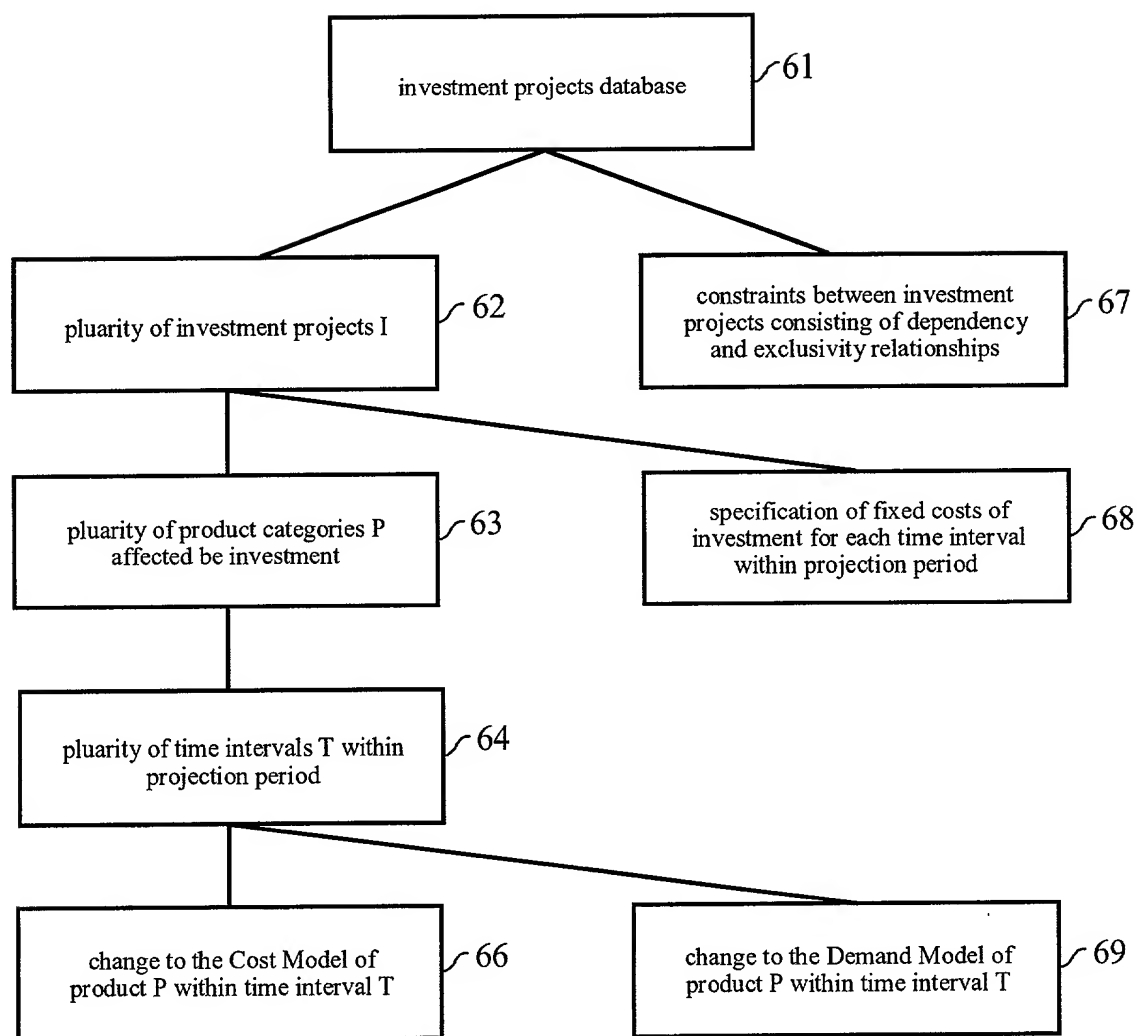 investment projects database
61
pluarity of investment projects I
62
constraints between investment
projects consisting of dependency
and exclusivity relationships
67
pluarity of product categories P
affected be investment
63
specification of fixed costs of
investment for each time interval
within projection period
68
pluarity of time intervals T within
projection period
64
change to the Cost Model of
product P within time interval T
66
change to the Demand Model of
product P within time interval T
69